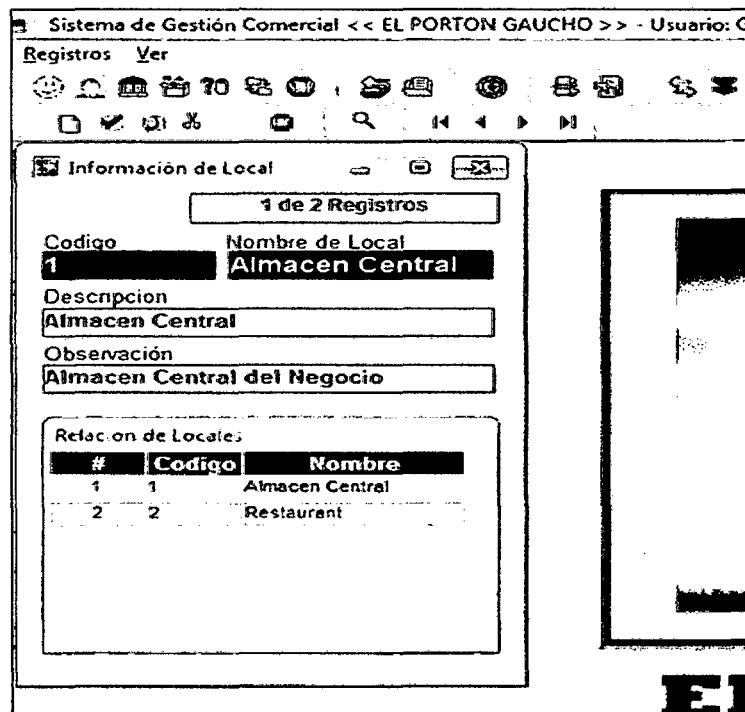 Sistema de Gestión Comercial << EL PORTON GAUCHO >> - Usuario: G
Registros Ver
Información de Local
1 de 2 Registros
Codigo Nombre de Local
1 Almacen Central
Descripcion
Almacen Central
Observación
Almacen Central del Negocio
Relacion de Locales
# Codigo Nombre
1 1 Almacen Central
2 2 Restaurant